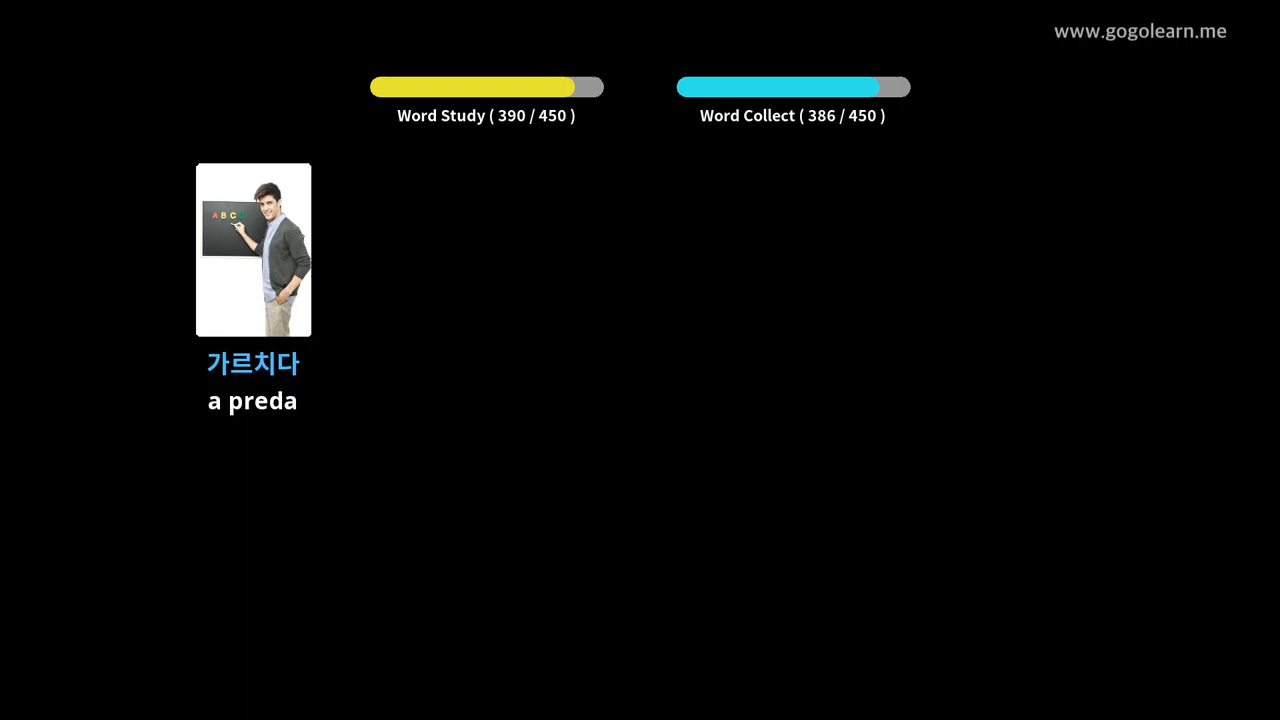 www.gogolearn.me
Word Study ( 390 / 450 )
Word Collect ( 386 / 450 )
A B C D
가르치다
a preda